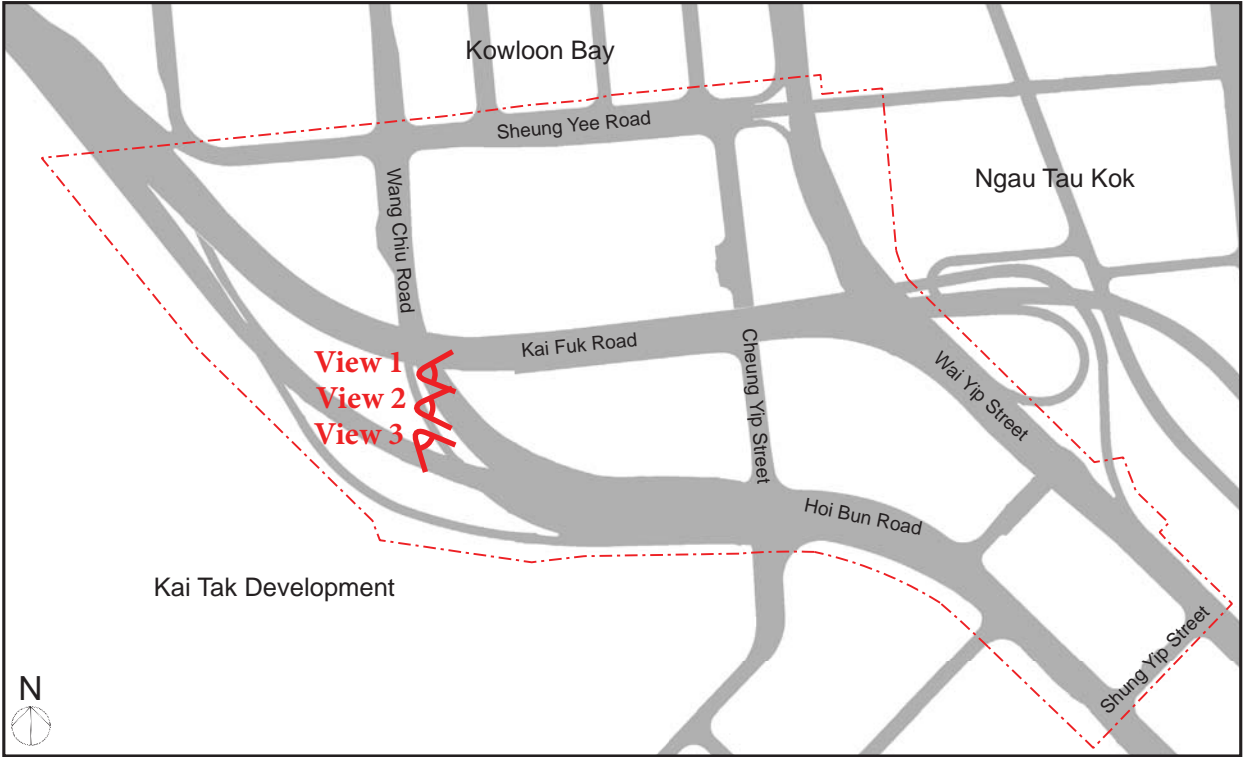 Kowloon Bay
Sheung Yee Road
Ngau Tau Kok
Wang Chiu Road
Kai Fuk Road
View 1
View 2
View 3
Cheung Yip Street
Wai Yip Street
Hoi Bun Road
Kai Tak Development
Shung Yip Street
N